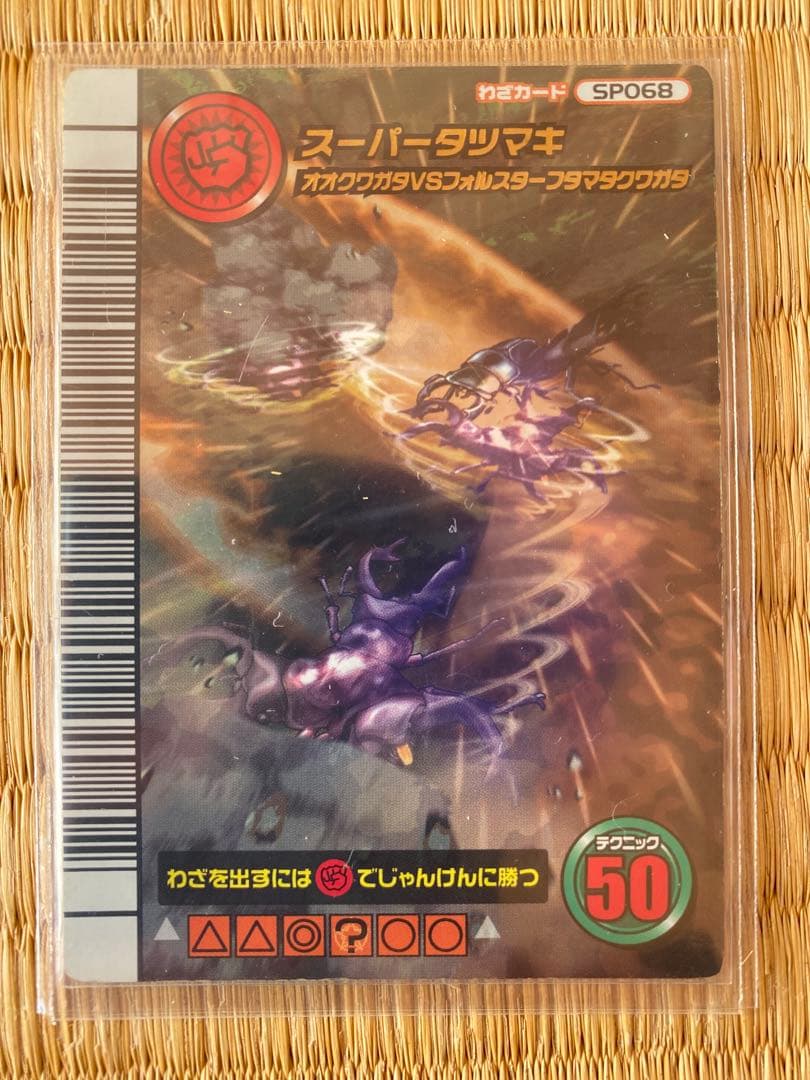 わざカード SP068
スーパータツマキ
オオクワガタVSフォルスターフタマタクワガタ
テクニック
50
わざを出すには でじゃんけんに勝つ
△ △ ◎ ? ○ ○